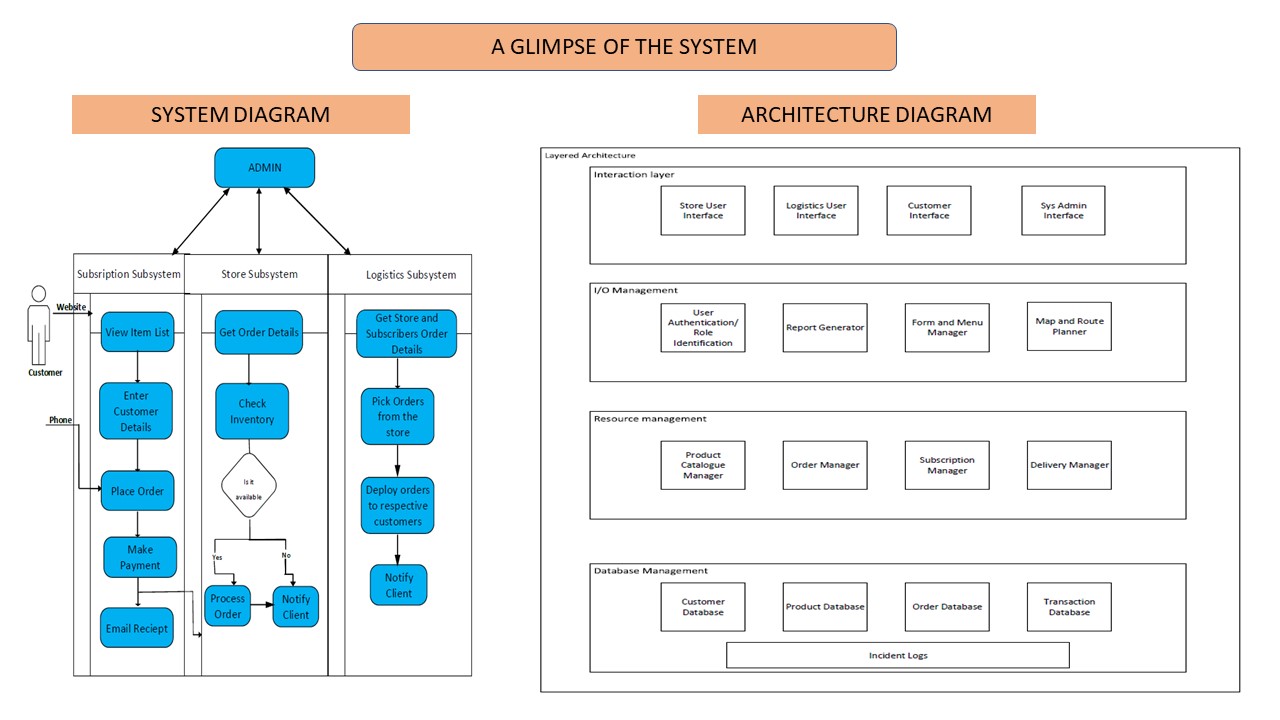 A GLIMPSE OF THE SYSTEM
SYSTEM DIAGRAM
ADMIN
Subsription Subsystem
Store Subsystem
Logistics Subsystem
Website
Customer
Phone
View Item List
Enter
Customer
Details
Place Order
Make
Payment
Email Reciept
Get Order Details
Check
Inventory
Is it
available
Yes
No
Process
Order
Notify
Client
Get Store and
Subscribers Order
Details
Pick Orders
from the
store
Deploy orders
to respective
customers
Notify
Client
ARCHITECTURE DIAGRAM
Layered Architecture
Interaction layer
Store User
Interface
Logistics User
Interface
Customer
Interface
Sys Admin
Interface
I/O Management
User
Authentication/
Role
Identification
Report Generator
Form and Menu
Manager
Map and Route
Planner
Resource management
Product
Catalogue
Manager
Order Manager
Subscription
Manager
Delivery Manager
Database Management
Customer
Database
Product Database
Order Database
Transaction
Database
Incident Logs